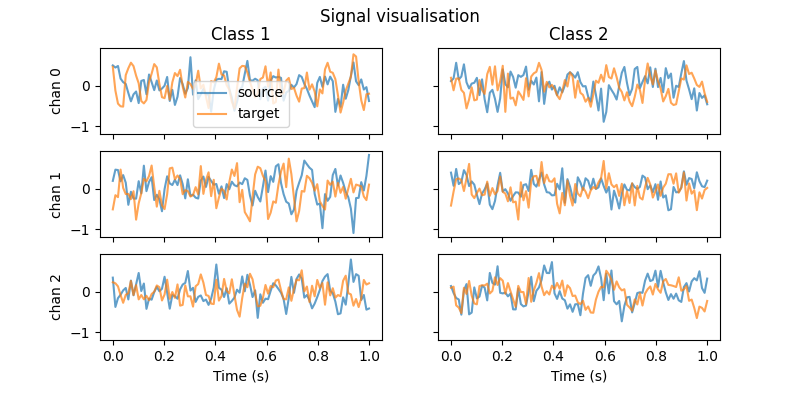 Signal visualisation
Class 1
Class 2
chan 0
0
−1
source
target
chan 1
0
−1
chan 2
0
−1
0.0 0.2 0.4 0.6 0.8 1.0
0.0 0.2 0.4 0.6 0.8 1.0
Time (s)
Time (s)